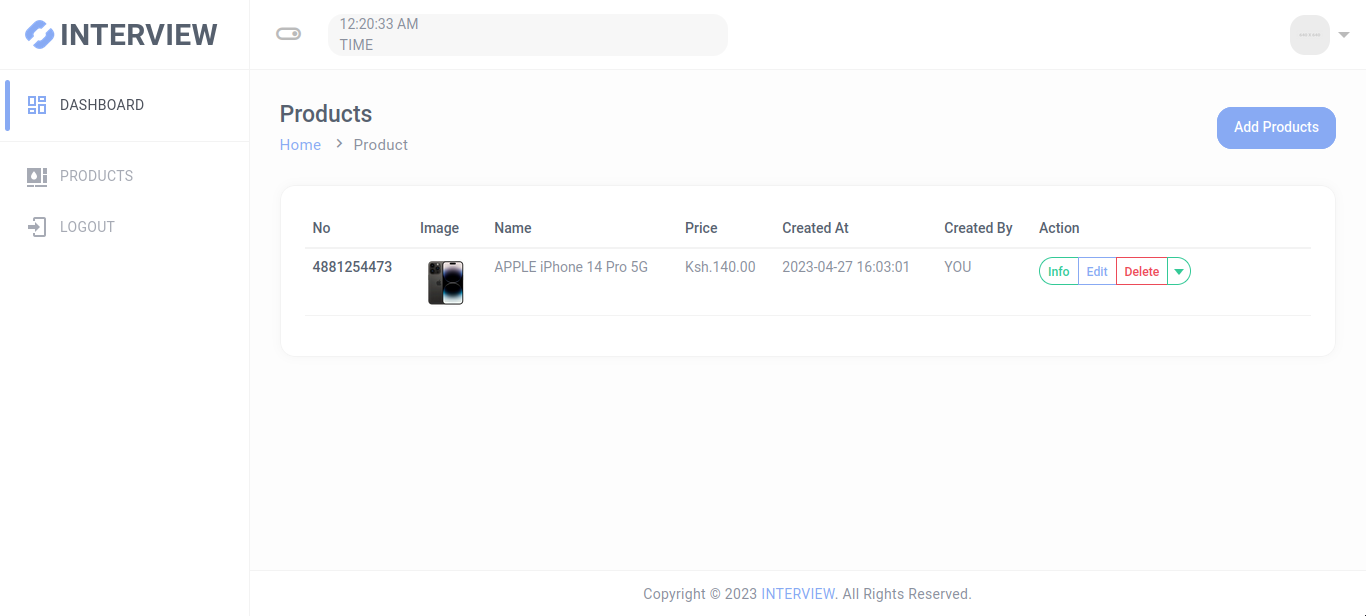 INTERVIEW
12:20:33 AM
TIME
DASHBOARD
PRODUCTS
LOGOUT
Products
Home > Product
Add Products
No Image Name Price Created At Created By Action
4881254473 APPLE iPhone 14 Pro 5G Ksh.140.00 2023-04-27 16:03:01 YOU Info Edit Delete
Copyright © 2023 INTERVIEW. All Rights Reserved.